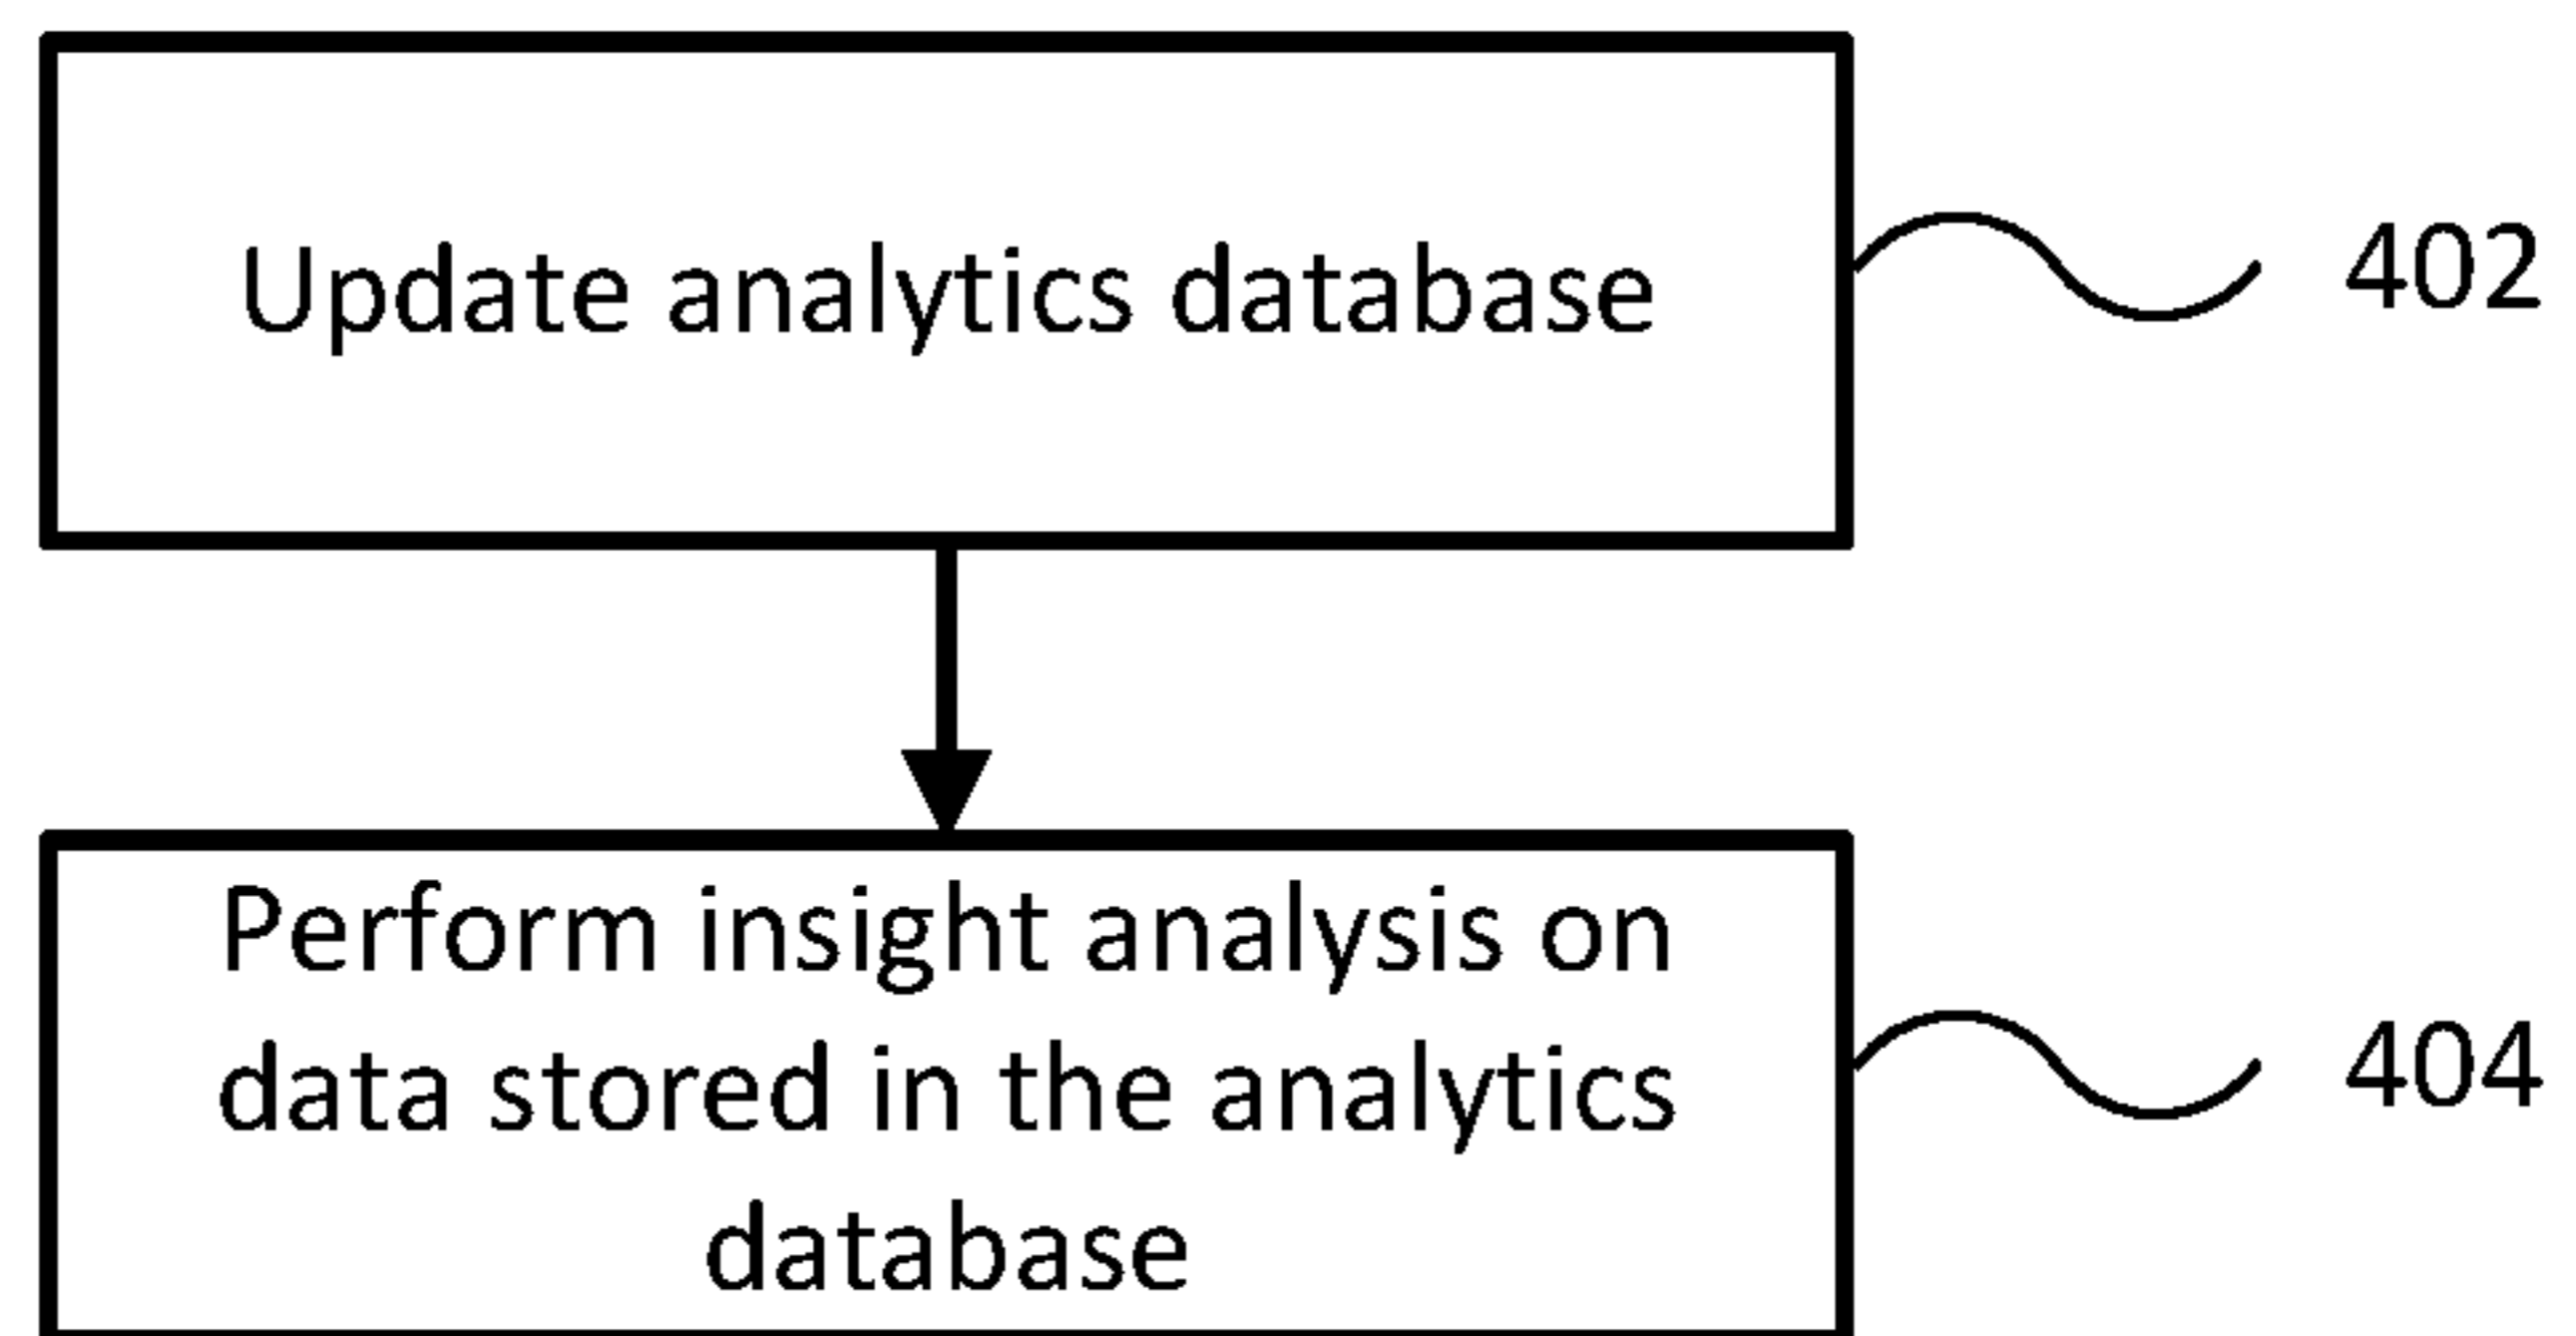 Update analytics database
402
Perform insight analysis on
data stored in the analytics
database
404